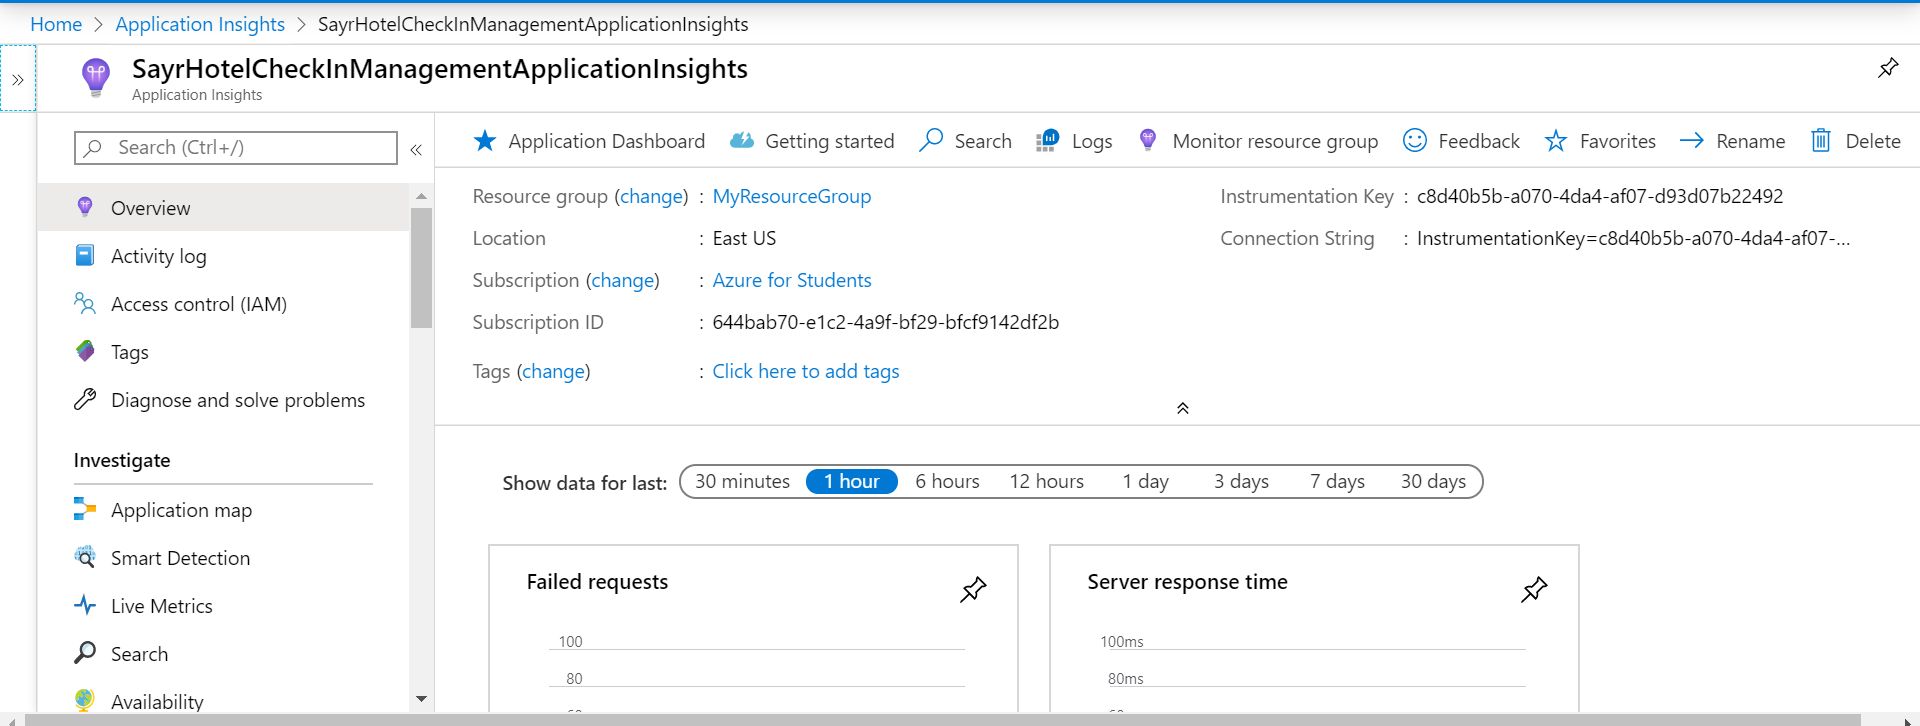 Home > Application Insights > SayrHotelCheckInManagementApplicationInsights
SayrHotelCheckInManagementApplicationInsights
Application Insights
Search (Ctrl+/)
Overview
Activity log
Access control (IAM)
Tags
Diagnose and solve problems
Investigate
Application map
Smart Detection
Live Metrics
Search
Availability
Application Dashboard Getting started Search Logs Monitor resource group Feedback Favorites Rename Delete
Resource group (change) : MyResourceGroup
Location : East US
Subscription (change) : Azure for Students
Subscription ID : 644bab70-e1c2-4a9f-bf29-bfcf9142df2b
Tags (change) : Click here to add tags
Instrumentation Key : c8d40b5b-a070-4da4-af07-d93d07b22492
Connection String : InstrumentationKey=c8d40b5b-a070-4da4-af07-...
Show data for last: 30 minutes 1 hour 6 hours 12 hours 1 day 3 days 7 days 30 days
Failed requests
100
80
Server response time
100ms
80ms